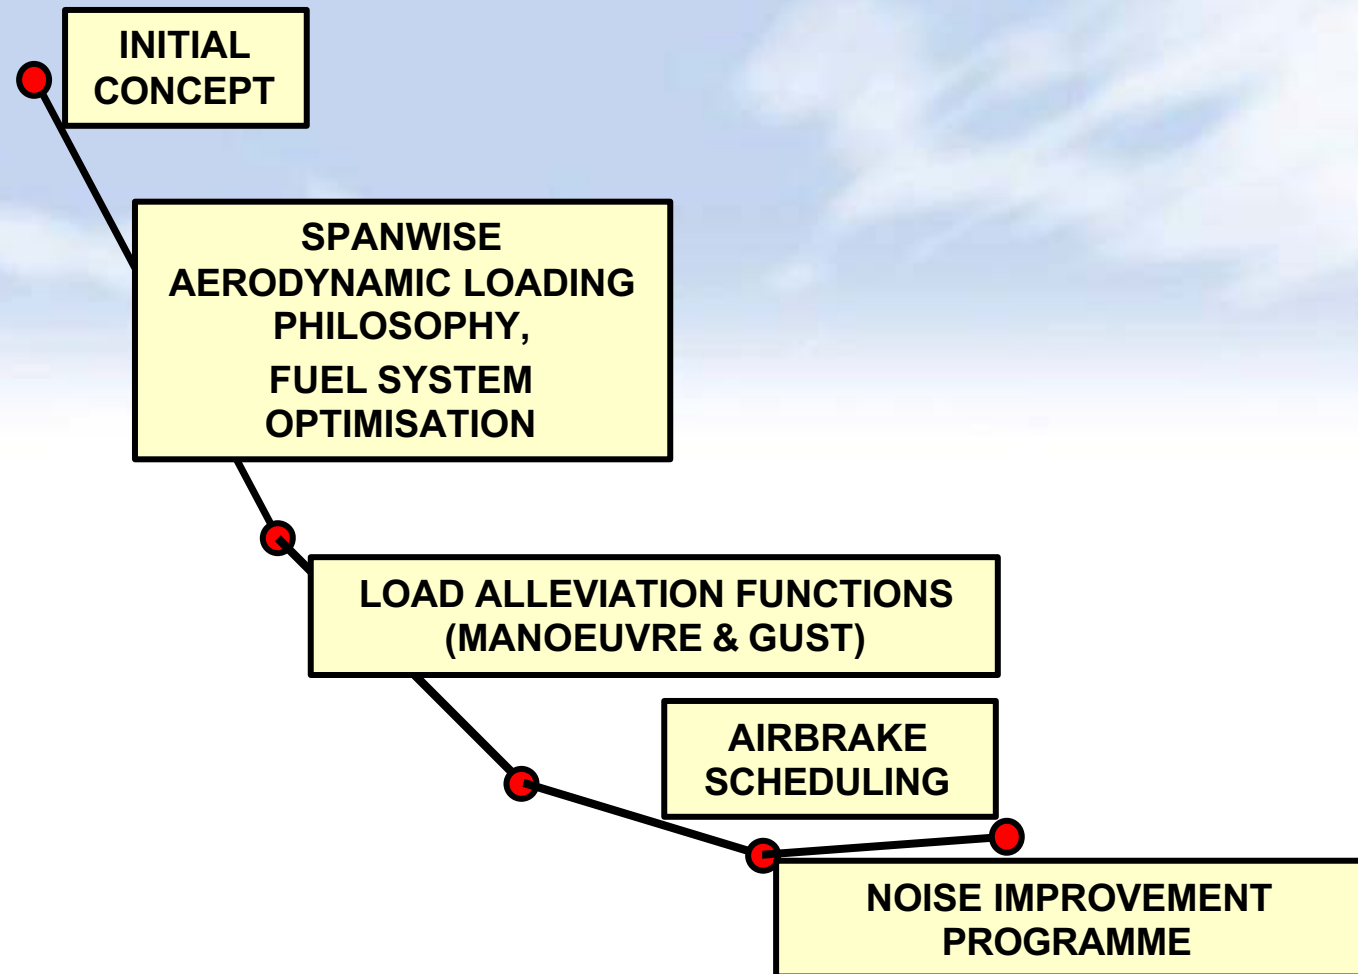 INITIAL
CONCEPT
SPANWISE
AERODYNAMIC LOADING
PHILOSOPHY,
FUEL SYSTEM
OPTIMISATION
LOAD ALLEVIATION FUNCTIONS
(MANOEUVRE & GUST)
AIRBRAKE
SCHEDULING
NOISE IMPROVEMENT
PROGRAMME